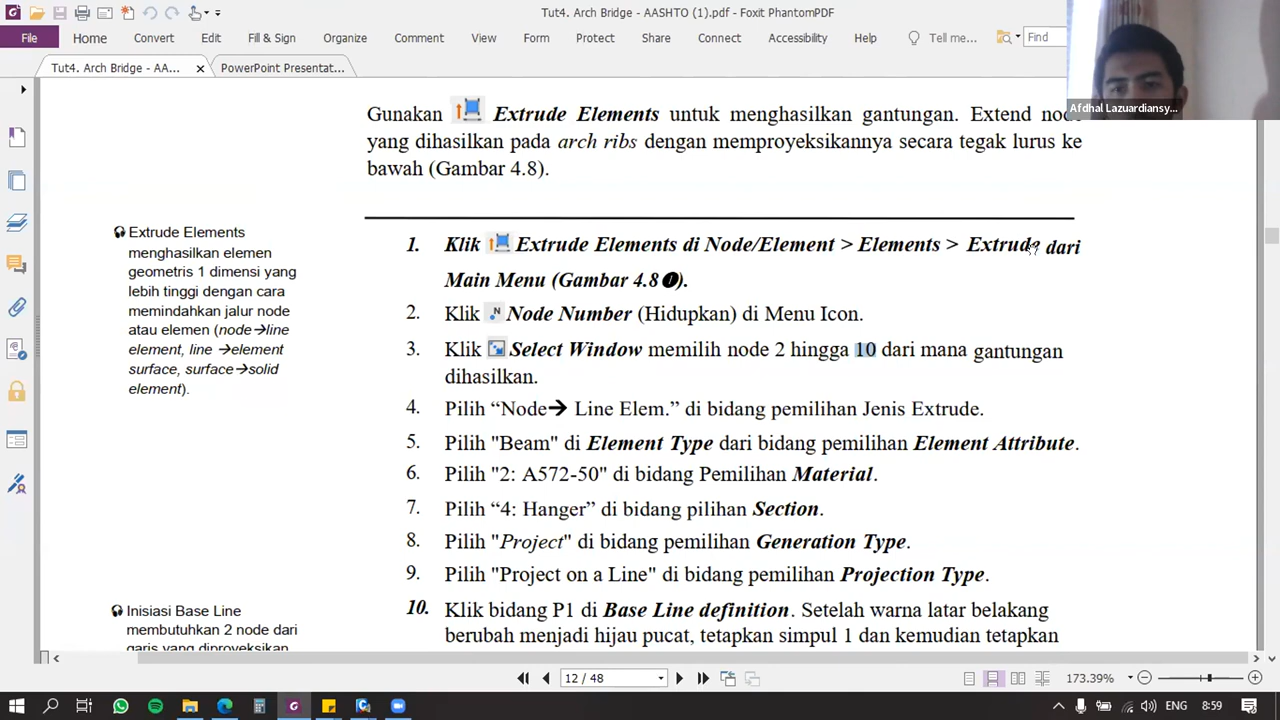 Tut4. Arch Bridge - AASHTO (1).pdf - Foxit PhantomPDF
File Home Convert Edit Fill & Sign Organize Comment View Form Protect Share Connect Accessibility Help Tell me... Find
Tut4. Arch Bridge - AA... PowerPoint Presentat...
Afdhal Lazuardiansy...
Gunakan Extrude Elements untuk menghasilkan gantungan. Extend node
yang dihasilkan pada arch ribs dengan memproyeksikannya secara tegak lurus ke
bawah (Gambar 4.8).
Extrude Elements
menghasilkan elemen
geometris 1 dimensi yang
lebih tinggi dengan cara
memindahkan jalur node
atau elemen (node→line
element, line →element
surface, surface→solid
element).
1. Klik Extrude Elements di Node/Element > Elements > Extrude dari
Main Menu (Gambar 4.8❶).
2. Klik Node Number (Hidupkan) di Menu Icon.
3. Klik Select Window memilih node 2 hingga 10 dari mana gantungan
dihasilkan.
4. Pilih “Node→ Line Elem.” di bidang pemilihan Jenis Extrude.
5. Pilih "Beam" di Element Type dari bidang pemilihan Element Attribute.
6. Pilih "2: A572-50" di bidang Pemilihan Material.
7. Pilih “4: Hanger” di bidang pilihan Section.
8. Pilih "Project" di bidang pemilihan Generation Type.
9. Pilih "Project on a Line" di bidang pemilihan Projection Type.
10. Klik bidang P1 di Base Line definition. Setelah warna latar belakang
berubah menjadi hijau pucat, tetapkan simpul 1 dan kemudian tetapkan
Inisiasi Base Line
membutuhkan 2 node dari
garis yang diproyeksikan
12 / 48
173.39%
ENG 8:59